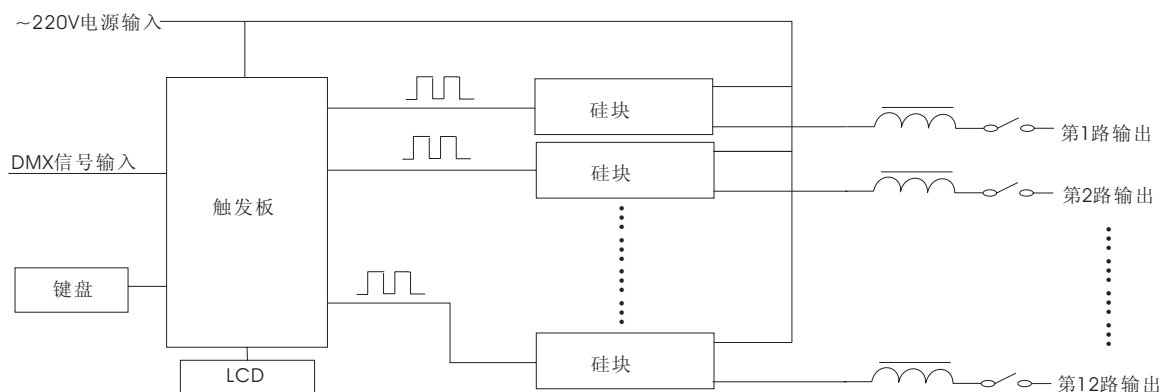 ~220V电源输入
硅块
第1路输出
DMX信号输入
硅块
第2路输出
触发板
键盘
硅块
LCD
第12路输出